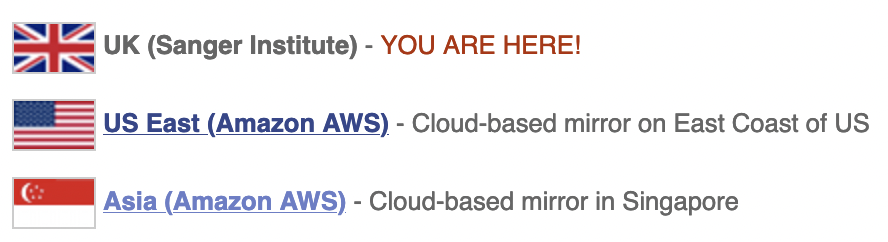 UK (Sanger Institute) - YOU ARE HERE!
US East (Amazon AWS) - Cloud-based mirror on East Coast of US
Asia (Amazon AWS) - Cloud-based mirror in Singapore